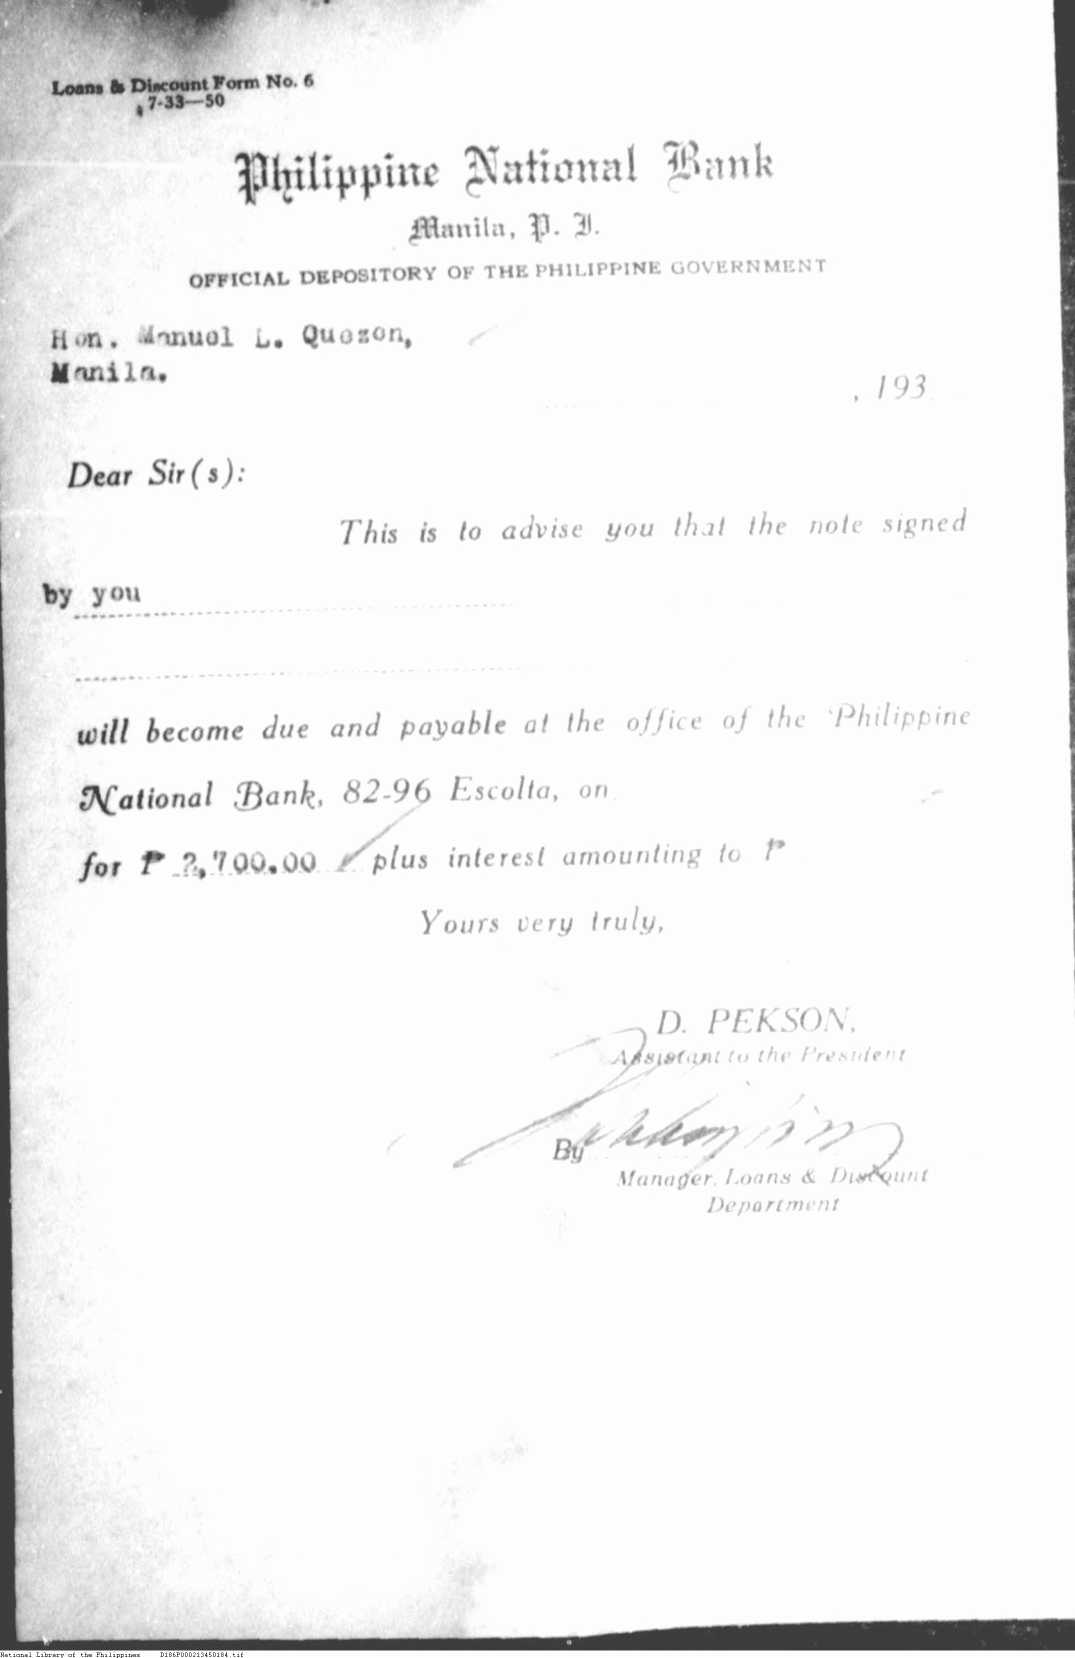 Loans & Discount Form No. 6
7-33—50
Philippine National Bank
Manila, P. I.
OFFICIAL DEPOSITORY OF THE PHILIPPINE GOVERNMENT
Hon. Manuel L. Quezon,
Manila.
, 193
Dear Sir(s):
This is to advise you that the note signed
by you
will become due and payable at the office of the Philippine
National Bank, 82-96 Escolta, on
for ₱ 2,700.00 plus interest amounting to ₱
Yours very truly,
D. PEKSON,
Assistant to the President
By
Manager, Loans & Discount
Department
National Library of the Philippines D186P000213450184.tif